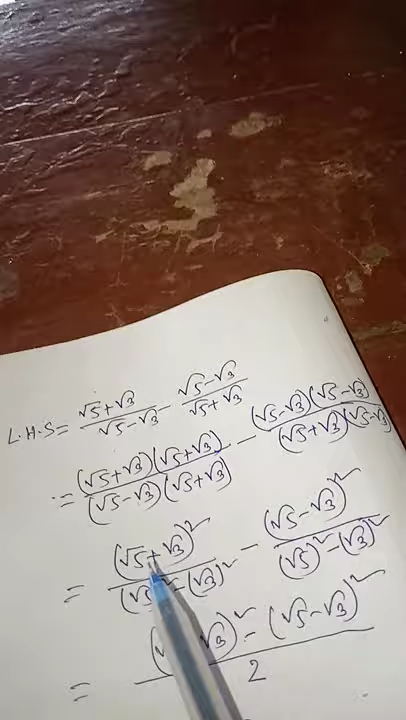 L.H.S = (√5+√3)/(√5-√3) - (√5-√3)/(√5+√3)
= (√5+√3)(√5+√3)/(√5-√3)(√5+√3) - (√5-√3)(√5-√3)/(√5+√3)(√5-√3)
= (√5+√3)²/(√5)²-(√3)² - (√5-√3)²/(√5)²-(√3)²
= (√3)²-(√5-√3)²/2